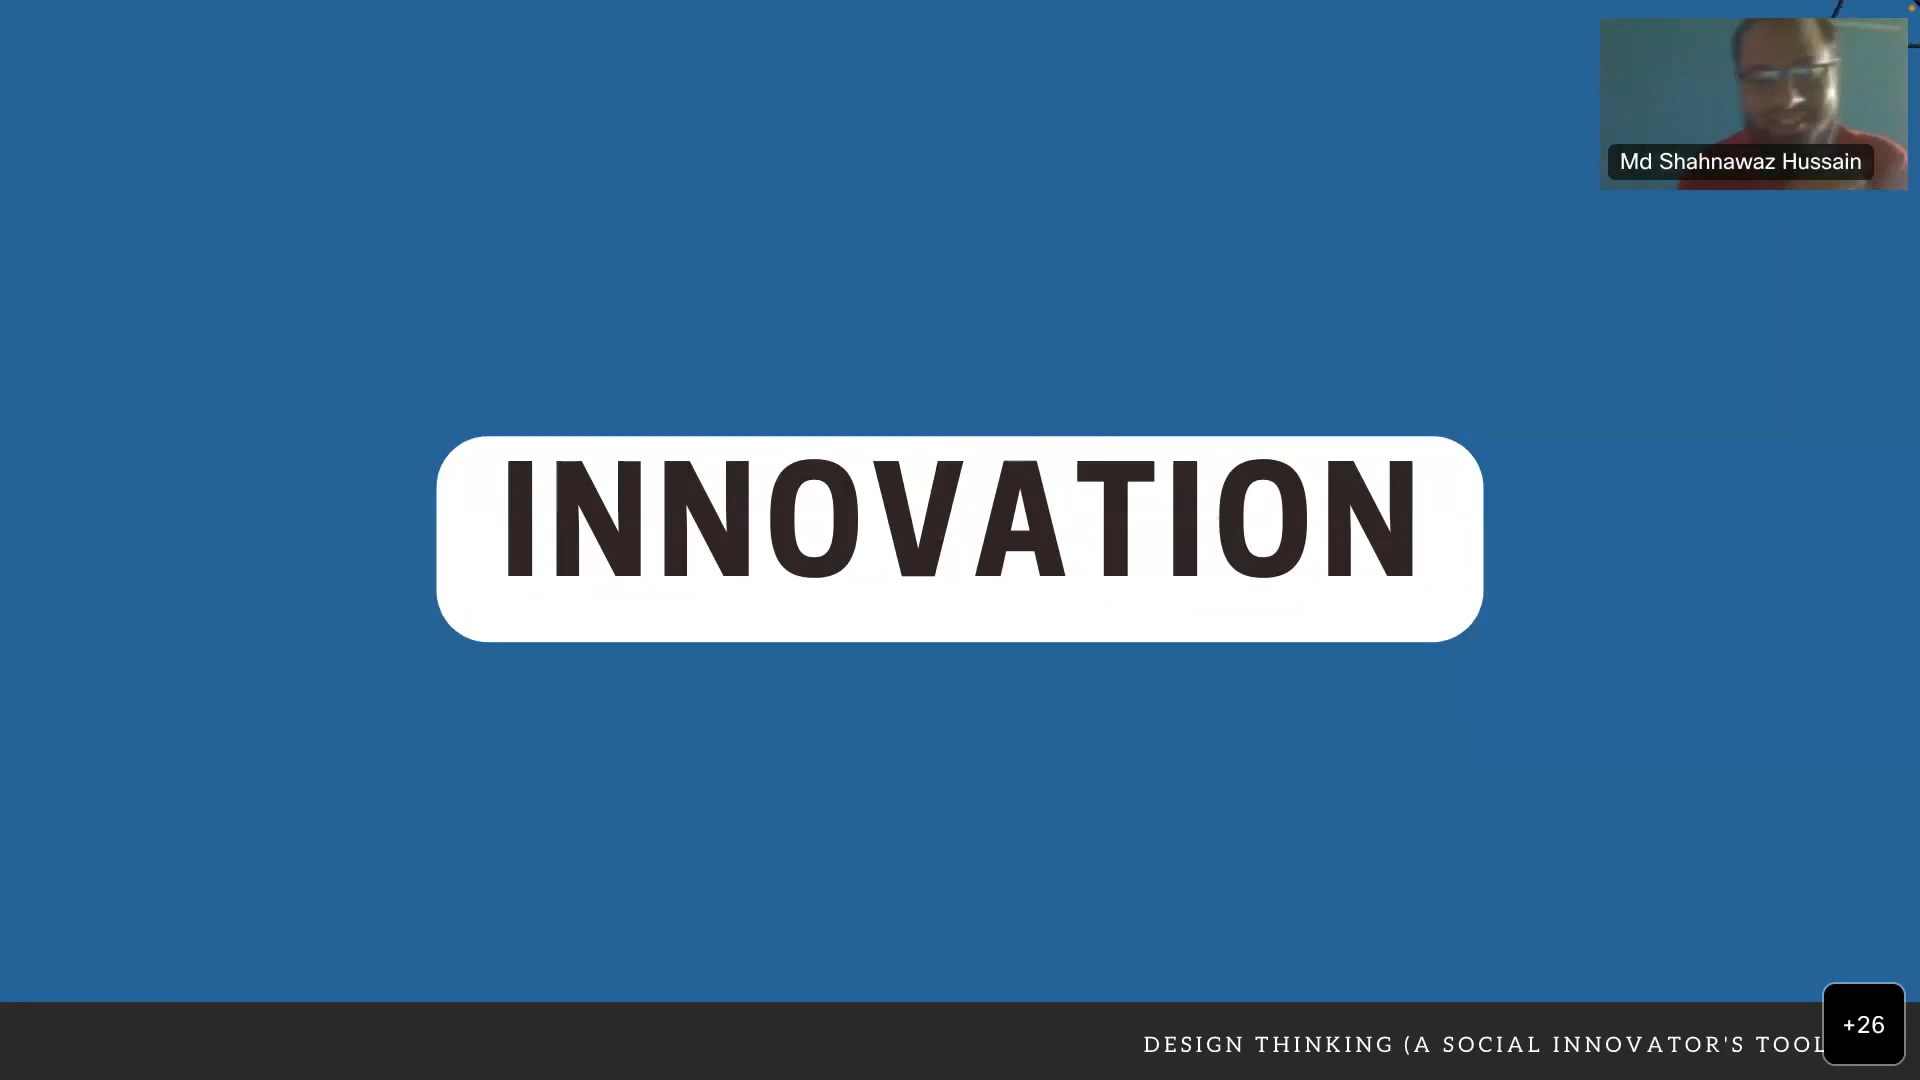 Md Shahnawaz Hussain
INNOVATION
DESIGN THINKING (A SOCIAL INNOVATOR'S TOOL
+26